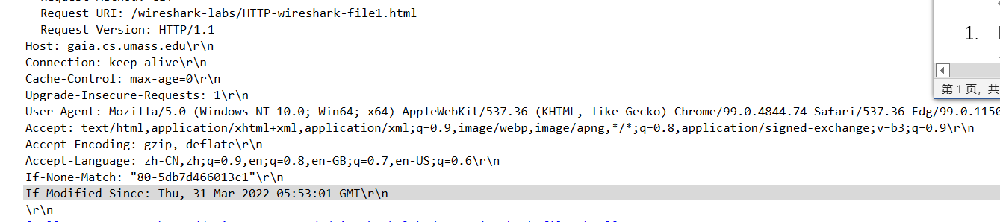 Request URI: /wireshark-labs/HTTP-wireshark-file1.html
Request Version: HTTP/1.1
Host: gaia.cs.umass.edu\r\n
Connection: keep-alive\r\n
Cache-Control: max-age=0\r\n
Upgrade-Insecure-Requests: 1\r\n
User-Agent: Mozilla/5.0 (Windows NT 10.0; Win64; x64) AppleWebKit/537.36 (KHTML, like Gecko) Chrome/99.0.4844.74 Safari/537.36 Edg/99.0.1150
Accept: text/html,application/xhtml+xml,application/xml;q=0.9,image/webp,image/apng,*/*;q=0.8,application/signed-exchange;v=b3;q=0.9\r\n
Accept-Encoding: gzip, deflate\r\n
Accept-Language: zh-CN,zh;q=0.9,en;q=0.8,en-GB;q=0.7,en-US;q=0.6\r\n
If-None-Match: "80-5db7d466013c1"\r\n
If-Modified-Since: Thu, 31 Mar 2022 05:53:01 GMT\r\n
\r\n
1.
第 1 页，共